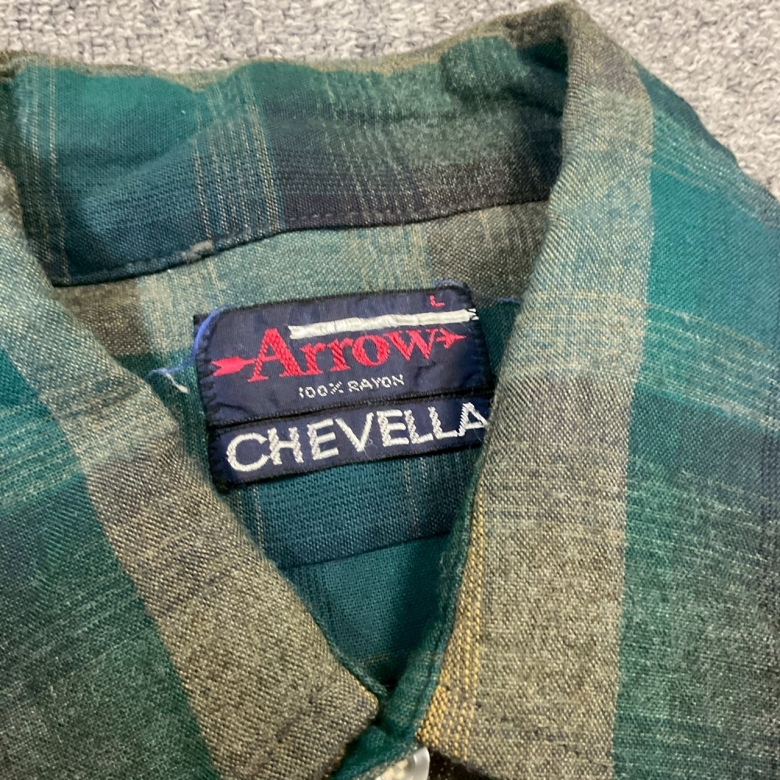 L
Arrow
100% RAYON
CHEVELLA